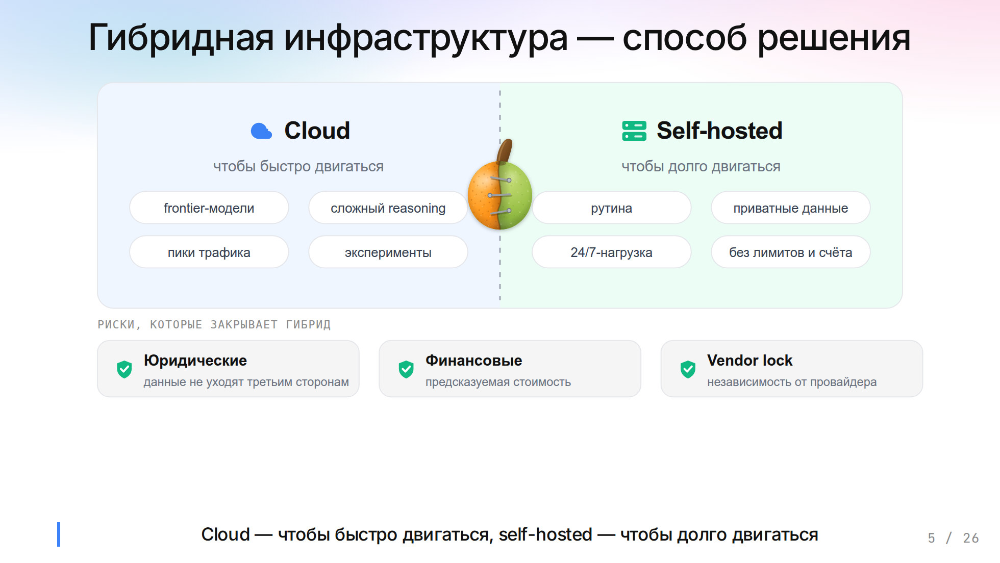 Гибридная инфраструктура — способ решения
Cloud
чтобы быстро двигаться
frontier-модели
сложный reasoning
пики трафика
эксперименты
Self-hosted
чтобы долго двигаться
рутина
приватные данные
24/7-нагрузка
без лимитов и счёта
РИСКИ, КОТОРЫЕ ЗАКРЫВАЕТ ГИБРИД
Юридические
данные не уходят третьим сторонам
Финансовые
предсказуемая стоимость
Vendor lock
независимость от провайдера
Cloud — чтобы быстро двигаться, self-hosted — чтобы долго двигаться
5 / 26